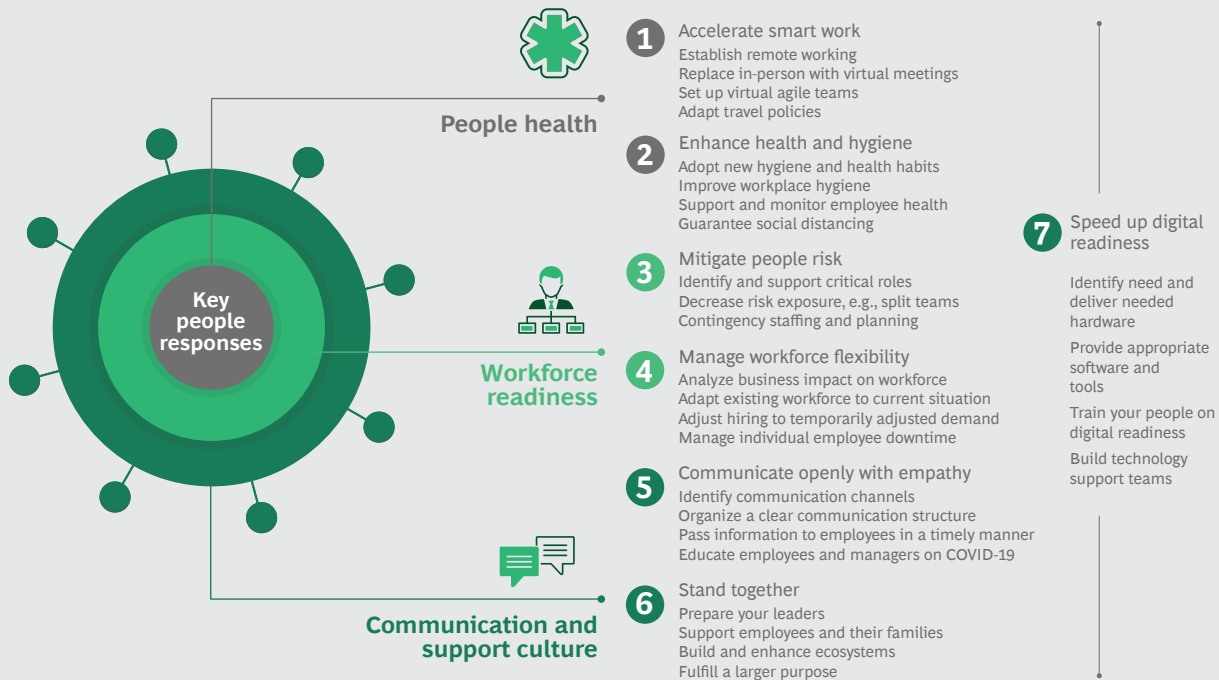 Key
people
responses
People health
1
Accelerate smart work
Establish remote working
Replace in-person with virtual meetings
Set up virtual agile teams
Adapt travel policies
2
Enhance health and hygiene
Adopt new hygiene and health habits
Improve workplace hygiene
Support and monitor employee health
Guarantee social distancing
Workforce
readiness
3
Mitigate people risk
Identify and support critical roles
Decrease risk exposure, e.g., split teams
Contingency staffing and planning
4
Manage workforce flexibility
Analyze business impact on workforce
Adapt existing workforce to current situation
Adjust hiring to temporarily adjusted demand
Manage individual employee downtime
Communication and
support culture
5
Communicate openly with empathy
Identify communication channels
Organize a clear communication structure
Pass information to employees in a timely manner
Educate employees and managers on COVID-19
6
Stand together
Prepare your leaders
Support employees and their families
Build and enhance ecosystems
Fulfill a larger purpose
7
Speed up digital
readiness
Identify need and
deliver needed
hardware
Provide appropriate
software and
tools
Train your people on
digital readiness
Build technology
support teams